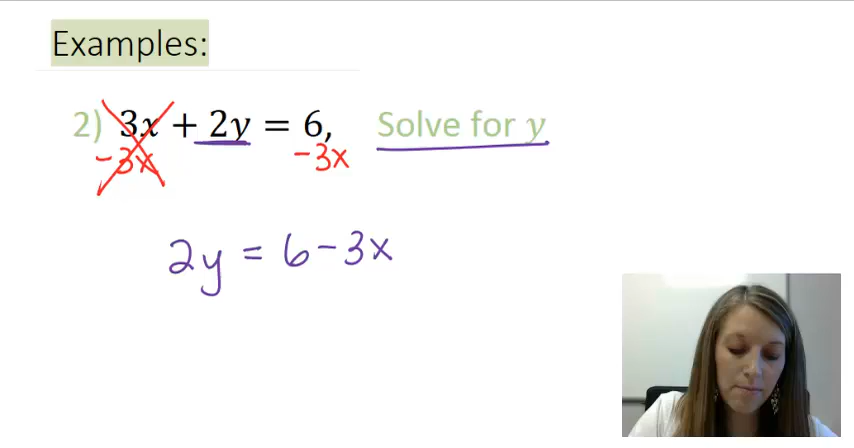 Examples:
2) 3x + 2y = 6, Solve for y
-3x -3x
2y = 6 - 3x